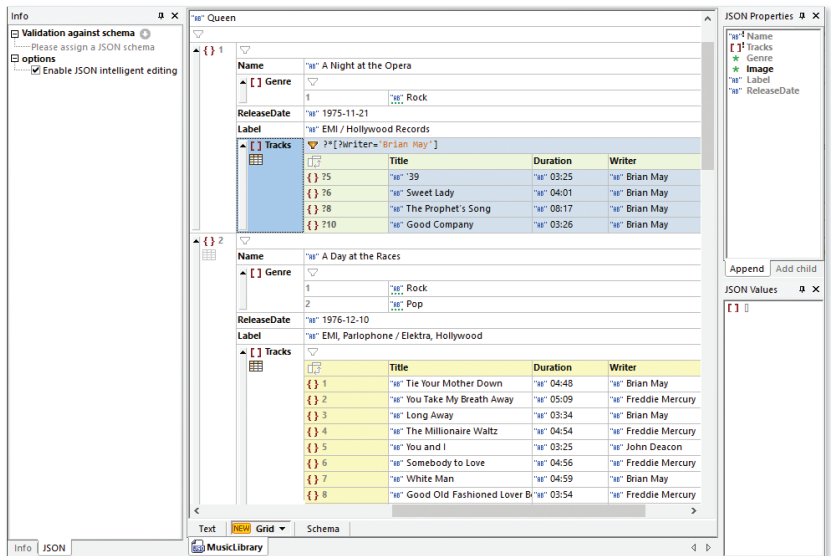 Info
Validation against schema
Please assign a JSON schema
options
Enable JSON intelligent editing
Info JSON
"AB" Queen
{ } 1
Name "AB" A Night at the Opera
[ ] Genre
1 "AB" Rock
ReleaseDate "AB" 1975-11-21
Label "AB" EMI / Hollywood Records
[ ] Tracks ?*[?Writer="Brian May"]
Title Duration Writer
{ } ?5 "AB" '39 "AB" 03:25 "AB" Brian May
{ } ?6 "AB" Sweet Lady "AB" 04:01 "AB" Brian May
{ } ?8 "AB" The Prophet's Song "AB" 08:17 "AB" Brian May
{ } ?10 "AB" Good Company "AB" 03:26 "AB" Brian May
{ } 2
Name "AB" A Day at the Races
[ ] Genre
1 "AB" Rock
2 "AB" Pop
ReleaseDate "AB" 1976-12-10
Label "AB" EMI, Parlophone / Elektra, Hollywood
[ ] Tracks
Title Duration Writer
{ } 1 "AB" Tie Your Mother Down "AB" 04:48 "AB" Brian May
{ } 2 "AB" You Take My Breath Away "AB" 05:09 "AB" Freddie Mercury
{ } 3 "AB" Long Away "AB" 03:34 "AB" Brian May
{ } 4 "AB" The Millionaire Waltz "AB" 04:54 "AB" Freddie Mercury
{ } 5 "AB" You and I "AB" 03:25 "AB" John Deacon
{ } 6 "AB" Somebody to Love "AB" 04:56 "AB" Freddie Mercury
{ } 7 "AB" White Man "AB" 04:59 "AB" Brian May
{ } 8 "AB" Good Old Fashioned Lover B "AB" 03:54 "AB" Freddie Mercury
Text NEW Grid Schema
MusicLibrary
JSON Properties
"AB" Name
[ ] Tracks
* Genre
* Image
"AB" Label
"AB" ReleaseDate
Append Add child
JSON Values
[ ] []